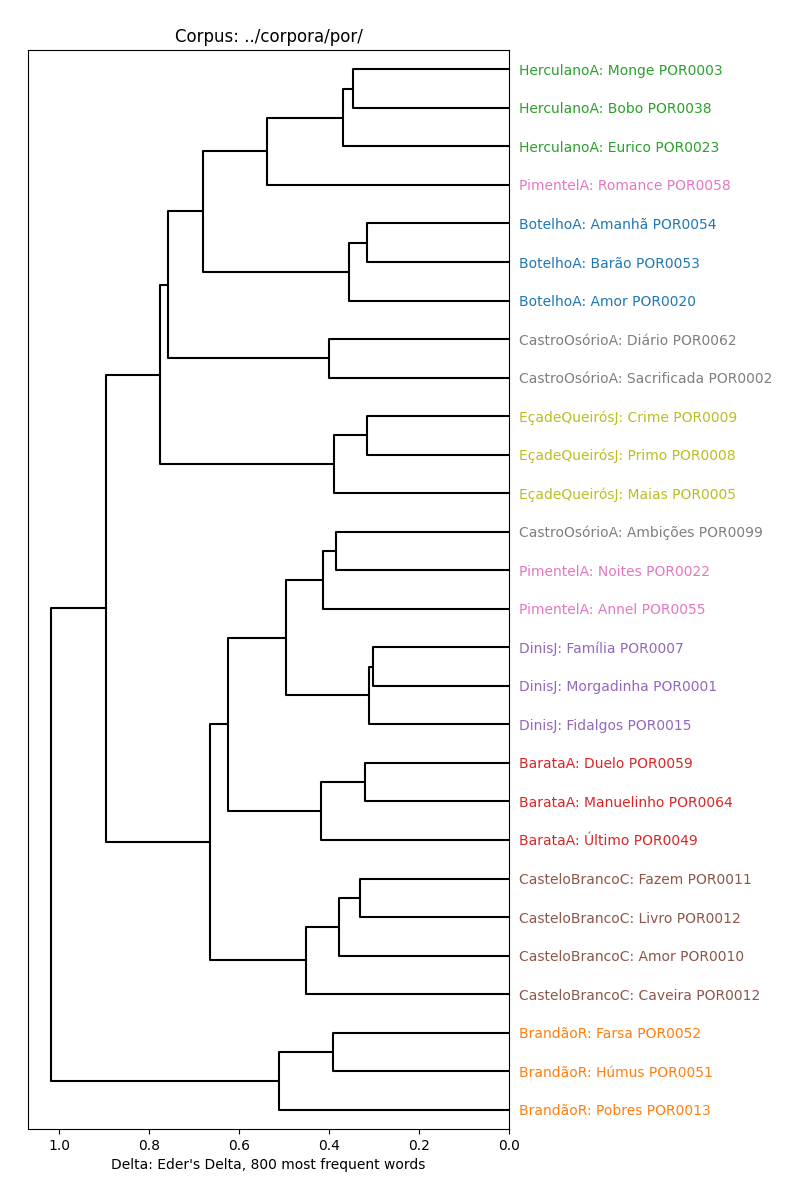 Corpus: ../corpora/por/
HerculanoA: Monge POR0003
HerculanoA: Bobo POR0038
HerculanoA: Eurico POR0023
PimentelA: Romance POR0058
BotelhoA: Amanhã POR0054
BotelhoA: Barão POR0053
BotelhoA: Amor POR0020
CastroOsórioA: Diário POR0062
CastroOsórioA: Sacrificada POR0002
EçadeQueirósJ: Crime POR0009
EçadeQueirósJ: Primo POR0008
EçadeQueirósJ: Maias POR0005
CastroOsórioA: Ambições POR0099
PimentelA: Noites POR0022
PimentelA: Annel POR0055
DinisJ: Família POR0007
DinisJ: Morgadinha POR0001
DinisJ: Fidalgos POR0015
BarataA: Duelo POR0059
BarataA: Manuelinho POR0064
BarataA: Último POR0049
CasteloBrancoC: Fazem POR0011
CasteloBrancoC: Livro POR0012
CasteloBrancoC: Amor POR0010
CasteloBrancoC: Caveira POR0012
BrandãoR: Farsa POR0052
BrandãoR: Húmus POR0051
BrandãoR: Pobres POR0013
1.0 0.8 0.6 0.4 0.2 0.0
Delta: Eder's Delta, 800 most frequent words